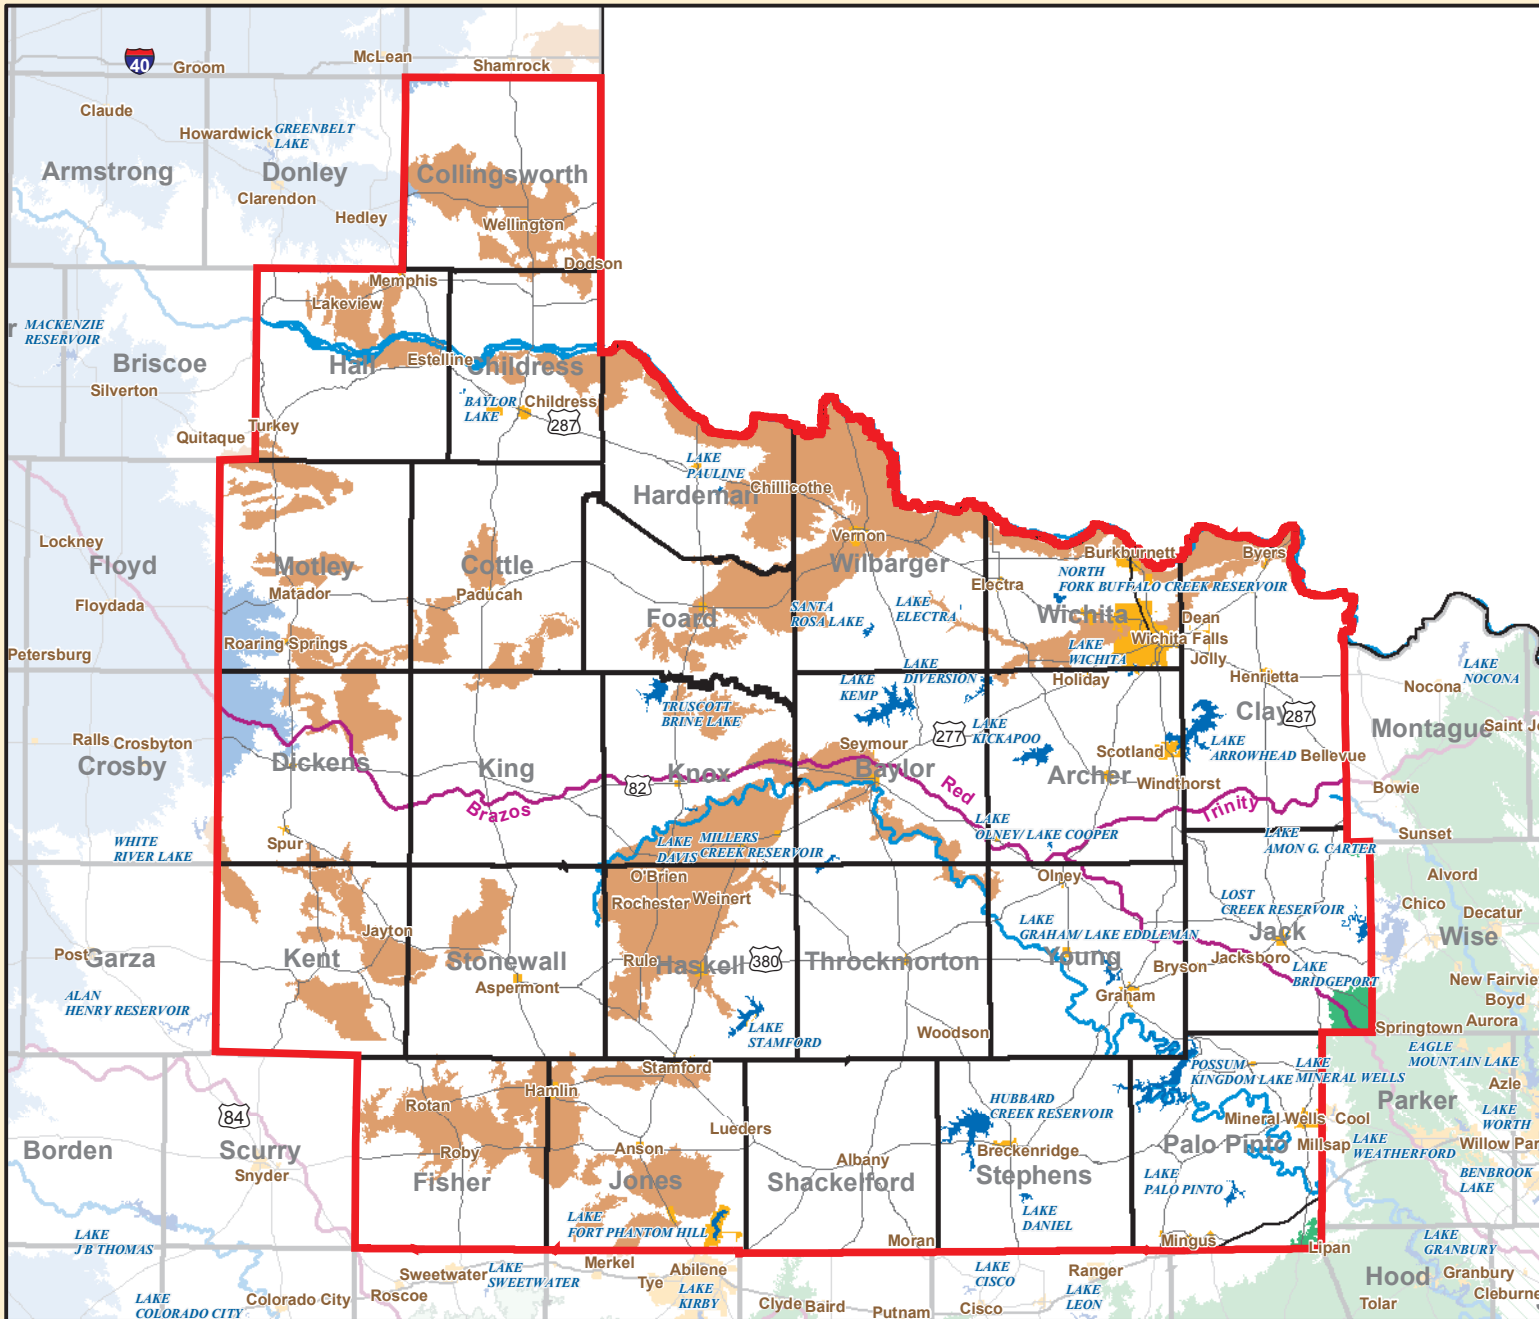 McLean
Shamrock
40
Groom
Claude
Howardwick
GREENBELT
LAKE
Armstrong
Donley
Collingsworth
Clarendon
Hedley
Wellington
Dodson
Memphis
Lakeview
MACKENZIE
RESERVOIR
Briscoe
Hall
Estelline
Childress
Silverton
BAYLOR
LAKE
Childress
287
Turkey
Quitaque
LAKE
PAULINE
Hardeman
Chillicothe
Lockney
Floyd
Motley
Cottle
Vernon
Wilbarger
Burkburnett
Byers
NORTH
FORK BUFFALO CREEK RESERVOIR
Electra
Matador
Paducah
Floydada
SANTA
ROSA LAKE
LAKE
ELECTRA
Foard
Wichita
Dean
Wichita Falls
Roaring Springs
Petersburg
LAKE
WICHITA
Jolly
LAKE
NOCONA
Nocona
Henrietta
LAKE
DIVERSION
LAKE
KEMP
Holiday
TRUSCOTT
BRINE LAKE
Clay
287
Montague
Saint J
277
LAKE
KICKAPOO
Seymour
Scotland
LAKE
ARROWHEAD
Bellevue
Ralls
Crosbyton
Crosby
Dickens
King
Knox
Baylor
Archer
Windthorst
Bowie
82
Brazos
Red
Trinity
WHITE
RIVER LAKE
Spur
LAKE
DAVIS
MILLERS
CREEK RESERVOIR
LAKE
OLNEY/ LAKE COOPER
LAKE
AMON G. CARTER
Sunset
O'Brien
Olney
Alvord
Rochester
Weinert
LOST
CREEK RESERVOIR
Chico
Decatur
Jayton
LAKE
GRAHAM/ LAKE EDDLEMAN
Jack
Wise
Post
Garza
Kent
Stonewall
Rule
Haskell
380
Throckmorton
Young
Bryson
Jacksboro
Aspermont
LAKE
BRIDGEPORT
New Fairvie
Boyd
Graham
ALAN
HENRY RESERVOIR
LAKE
STAMFORD
Woodson
Springtown
Aurora
EAGLE
MOUNTAIN LAKE
Stamford
POSSUM
KINGDOM LAKE
LAKE
MINERAL WELLS
Azle
Hamlin
Rotan
HUBBARD
CREEK RESERVOIR
Parker
LAKE
WORTH
84
Lueders
Mineral Wells
Cool
Borden
Scurry
Roby
Anson
Breckenridge
Palo Pinto
Millsap
Willow Par
LAKE
WEATHERFORD
Snyder
Fisher
Jones
Albany
Shackelford
Stephens
LAKE
PALO PINTO
BENBROOK
LAKE
LAKE
FORT PHANTOM HILL
LAKE
DANIEL
LAKE
J B THOMAS
Moran
Mingus
Lipan
LAKE
GRANBURY
Merkel
Abilene
Sweetwater
LAKE
SWEETWATER
Tye
LAKE
CISCO
Ranger
Hood
Granbury
LAKE
COLORADO CITY
Colorado City
Roscoe
LAKE
KIRBY
LAKE
LEON
Cleburne
Clyde
Baird
Putnam
Cisco
Tolar